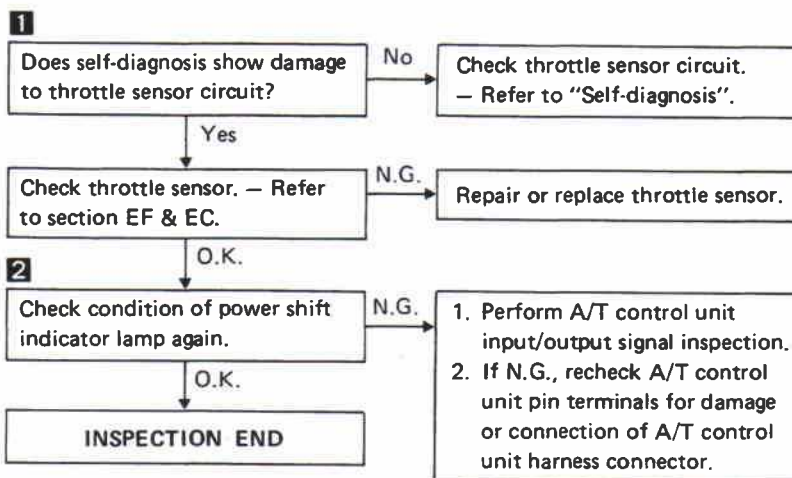 1
Does self-diagnosis show damage
to throttle sensor circuit?
No
Check throttle sensor circuit.
— Refer to "Self-diagnosis".
Yes
Check throttle sensor. — Refer
to section EF & EC.
N.G.
Repair or replace throttle sensor.
O.K.
2
Check condition of power shift
indicator lamp again.
N.G.
1. Perform A/T control unit
input/output signal inspection.
2. If N.G., recheck A/T control
unit pin terminals for damage
or connection of A/T control
unit harness connector.
O.K.
INSPECTION END